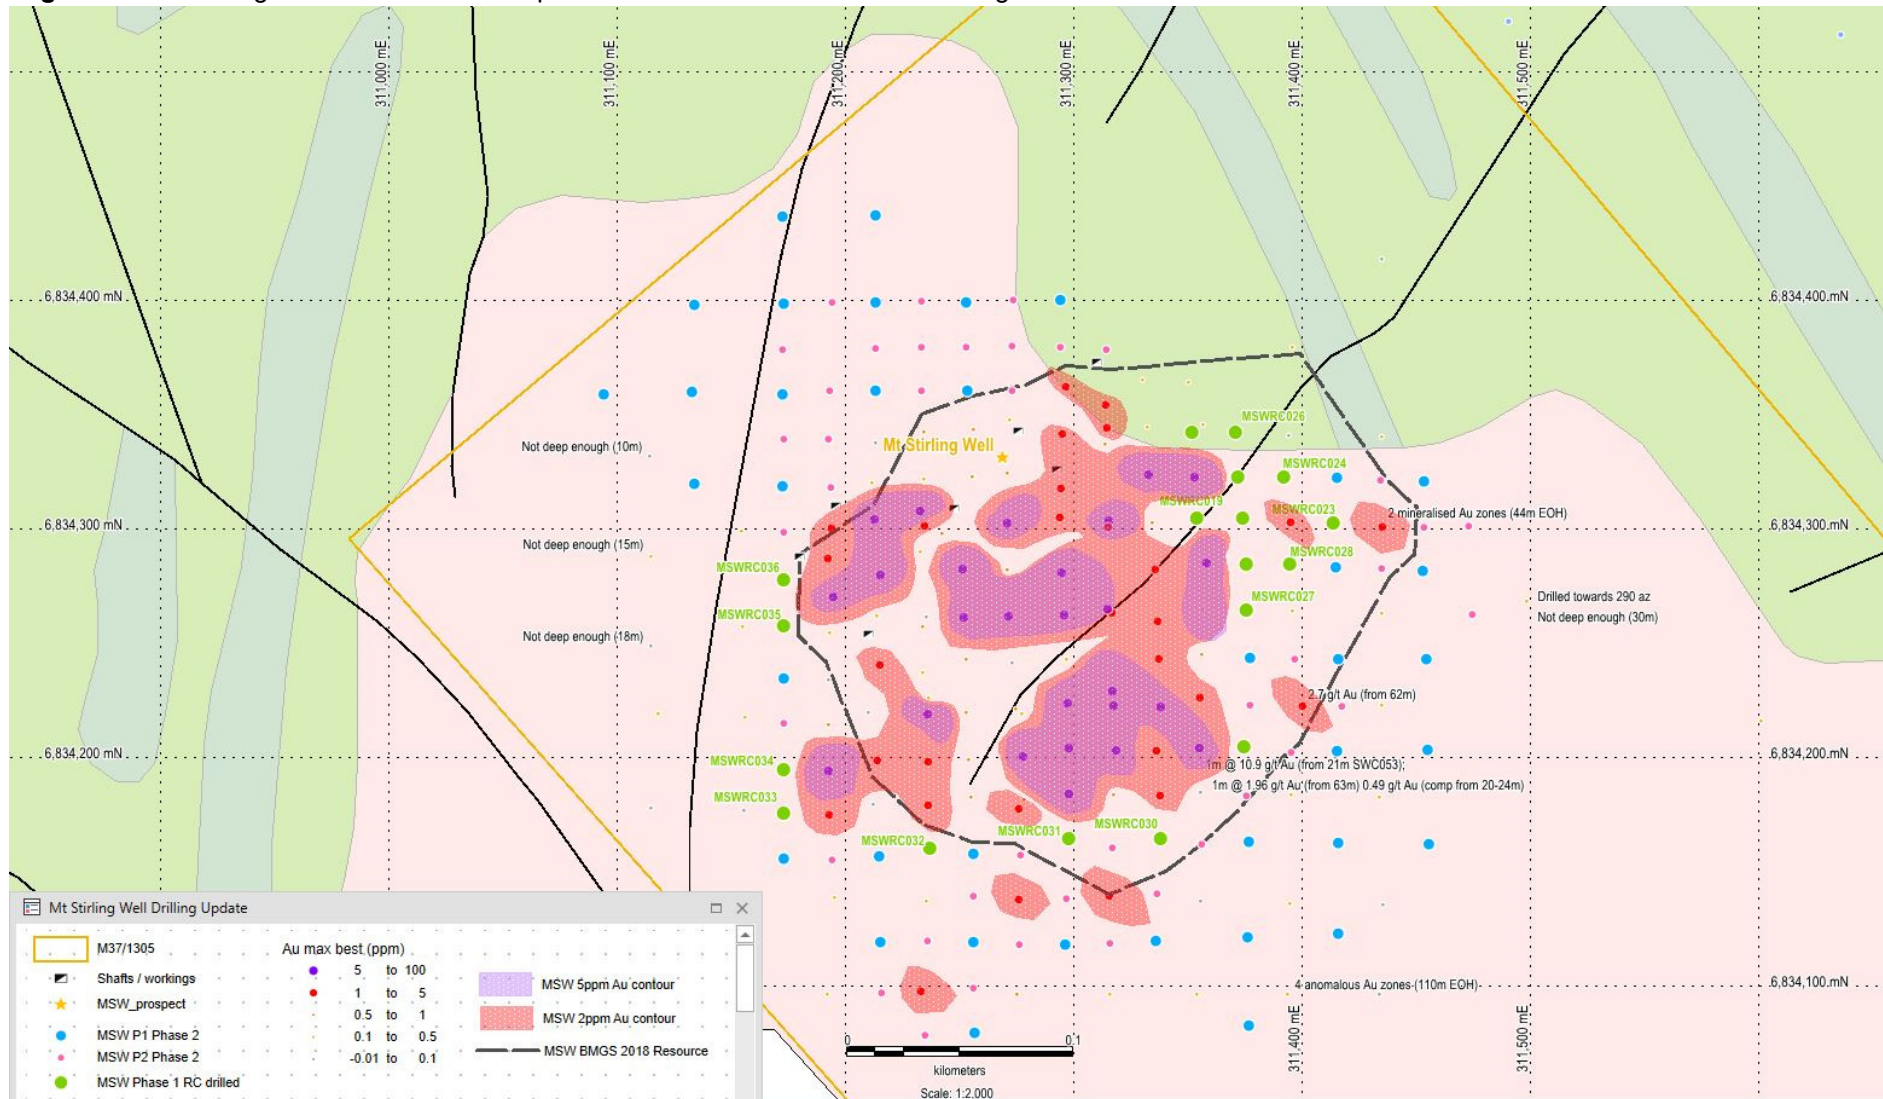 311,000 mE
311,100 mE
311,200 mE
311,300 mE
311,400 mE
311,500 mE
6,834,400 mN
6,834,400 mN
MSWRC026
Not deep enough (10m)
Mt Stirling Well
MSWRC024
MSWRC019
MSWRC023
2 mineralised Au zones (44m EOH)
6,834,300 mN
6,834,300 mN
Not deep enough (15m)
MSWRC028
MSWRC036
MSWRC027
Drilled towards 290 az
Not deep enough (30m)
MSWRC035
Not deep enough (18m)
2.7 g/t Au (from 62m)
6,834,200 mN
6,834,200 mN
MSWRC034
1m @ 10.9 g/t Au (from 21m SWC053);
1m @ 1.96 g/t Au (from 63m) 0.49 g/t Au (comp from 20-24m)
MSWRC033
MSWRC032
MSWRC031
MSWRC030
4 anomalous Au zones (110m EOH)
6,834,100 mN
311,400 mE
311,500 mE
0
0.1
kilometers
Scale: 1:2,000
Mt Stirling Well Drilling Update
M37/1305
Shafts / workings
MSW_prospect
MSW P1 Phase 2
MSW P2 Phase 2
MSW Phase 1 RC drilled
Au max best (ppm)
5 to 100
1 to 5
0.5 to 1
0.1 to 0.5
-0.01 to 0.1
MSW 5ppm Au contour
MSW 2ppm Au contour
MSW BMGS 2018 Resource